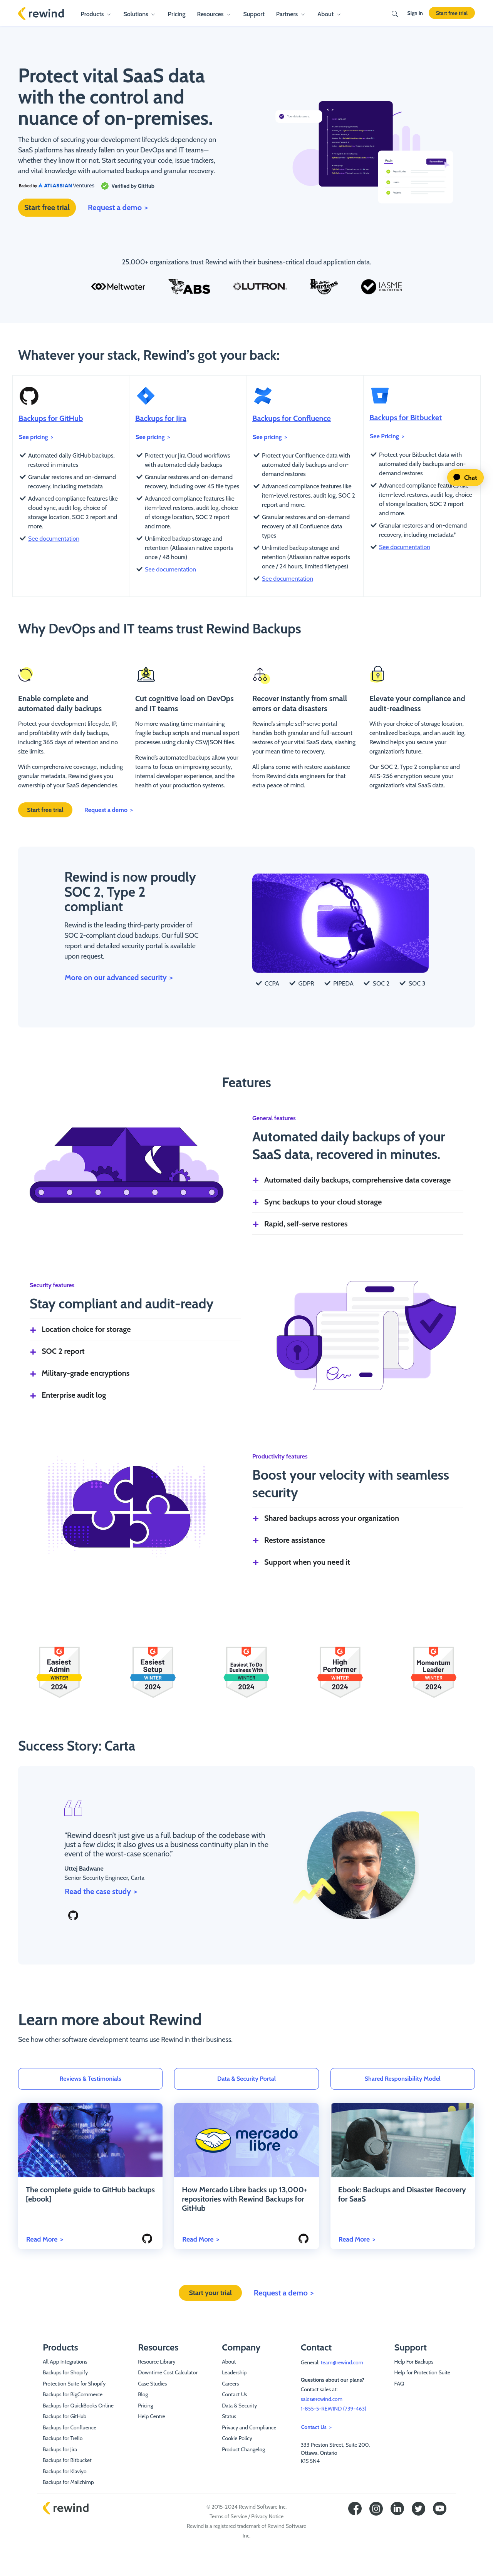 rewind
Products
Solutions
Pricing
Resources
Support
Partners
About
Sign in
Start free trial
Protect vital SaaS data
with the control and
nuance of on-premises.
The burden of securing your development lifecycle's dependency on
SaaS platforms has already fallen on your DevOps and IT teams—
whether they know it or not. Start securing your code, issue trackers,
and vital knowledge with automated backups and granular recovery.
Backed by ATLASSIAN Ventures
Verified by GitHub
Start free trial
Request a demo >
25,000+ organizations trust Rewind with their business-critical cloud application data.
Meltwater
ABS
LUTRON
Dr. Martens
IASME
CONSORTIUM
Whatever your stack, Rewind's got your back:
Backups for GitHub
See pricing >
Automated daily GitHub backups,
restored in minutes
Granular restores and on-demand
recovery, including metadata
Advanced compliance features like
cloud sync, audit log, choice of
storage location, SOC 2 report and
more.
See documentation
Backups for Jira
See pricing >
Protect your Jira Cloud workflows
with automated daily backups
Granular restores and on-demand
recovery, including over 45 file types
Advanced compliance features like
item-level restores, audit log, choice
of storage location, SOC 2 report
and more.
Unlimited backup storage and
retention (Atlassian native exports
once / 48 hours)
See documentation
Backups for Confluence
See pricing >
Protect your Confluence data with
automated daily backups and on-
demand restores
Advanced compliance features like
item-level restores, audit log, SOC 2
report and more.
Granular restores and on-demand
recovery of all Confluence data
types
Unlimited backup storage and
retention (Atlassian native exports
once / 24 hours, limited filetypes)
See documentation
Backups for Bitbucket
See Pricing >
Protect your Bitbucket data with
automated daily backups and on-
demand restores
Advanced compliance features
item-level restores, audit log, choice
of storage location, SOC 2 report
and more.
Granular restores and on-demand
recovery, including metadata*
See documentation
Chat
Why DevOps and IT teams trust Rewind Backups
Enable complete and
automated daily backups
Protect your development lifecycle, IP,
and profitability with daily backups,
including 365 days of retention and no
size limits.
With comprehensive coverage, including
granular metadata, Rewind gives you
ownership of your SaaS dependencies.
Cut cognitive load on DevOps
and IT teams
No more wasting time maintaining
fragile backup scripts and manual export
processes using clunky CSV/JSON files.
Rewind's automated backups allow your
teams to focus on improving security,
internal developer experience, and the
health of your production systems.
Recover instantly from small
errors or data disasters
Rewind's simple self-serve portal
handles both granular and full-account
restores of your vital SaaS data, slashing
your mean time to recovery.
All plans come with restore assistance
from Rewind data engineers for that
extra peace of mind.
Elevate your compliance and
audit-readiness
With your choice of storage location,
centralized backups, and an audit log,
Rewind helps you secure your
organization's future.
Our SOC 2, Type 2 compliance and
AES-256 encryption secure your
organization's vital SaaS data.
Start free trial
Request a demo >
Rewind is now proudly
SOC 2, Type 2
compliant
Rewind is the leading third-party provider of
SOC 2-compliant cloud backups. Our full SOC
report and detailed security portal is available
upon request.
More on our advanced security >
CCPA
GDPR
PIPEDA
SOC 2
SOC 3
Features
General features
Automated daily backups of your
SaaS data, recovered in minutes.
Automated daily backups, comprehensive data coverage
Sync backups to your cloud storage
Rapid, self-serve restores
Security features
Stay compliant and audit-ready
Location choice for storage
SOC 2 report
Military-grade encryptions
Enterprise audit log
Productivity features
Boost your velocity with seamless
security
Shared backups across your organization
Restore assistance
Support when you need it
Easiest
Admin
WINTER
2024
Easiest
Setup
WINTER
2024
Easiest To Do
Business With
WINTER
2024
High
Performer
WINTER
2024
Momentum
Leader
WINTER
2024
Success Story: Carta
"Rewind doesn't just give us a full backup of the codebase with
just a few clicks; it also gives us a business continuity plan in the
event of the worst-case scenario."
Uttej Badwane
Senior Security Engineer, Carta
Read the case study >
Learn more about Rewind
See how other software development teams use Rewind in their business.
Reviews & Testimonials
Data & Security Portal
Shared Responsibility Model
The complete guide to GitHub backups
[ebook]
Read More >
mercado
libre
How Mercado Libre backs up 13,000+
repositories with Rewind Backups for
GitHub
Read More >
Ebook: Backups and Disaster Recovery
for SaaS
Read More >
Start your trial
Request a demo >
Products
All App Integrations
Backups for Shopify
Protection Suite for Shopify
Backups for BigCommerce
Backups for QuickBooks Online
Backups for GitHub
Backups for Confluence
Backups for Trello
Backups for Jira
Backups for Bitbucket
Backups for Klaviyo
Backups for Mailchimp
Resources
Resource Library
Downtime Cost Calculator
Case Studies
Blog
Pricing
Help Center
Company
About
Leadership
Careers
Contact Us
Data & Security
Status
Privacy and Compliance
Cookie Policy
Product Changelog
Contact
General: team@rewind.com
Questions about our plans?
Contact sales at:
sales@rewind.com
1-855-5-REWIND (739-463)
Contact Us >
333 Preston Street, Suite 200,
Ottawa, Ontario
K1S 5N4
Support
Help For Backups
Help for Protection Suite
FAQ
rewind
© 2015-2024 Rewind Software Inc.
Terms of Service / Privacy Notice
Rewind is a registered trademark of Rewind Software
Inc.